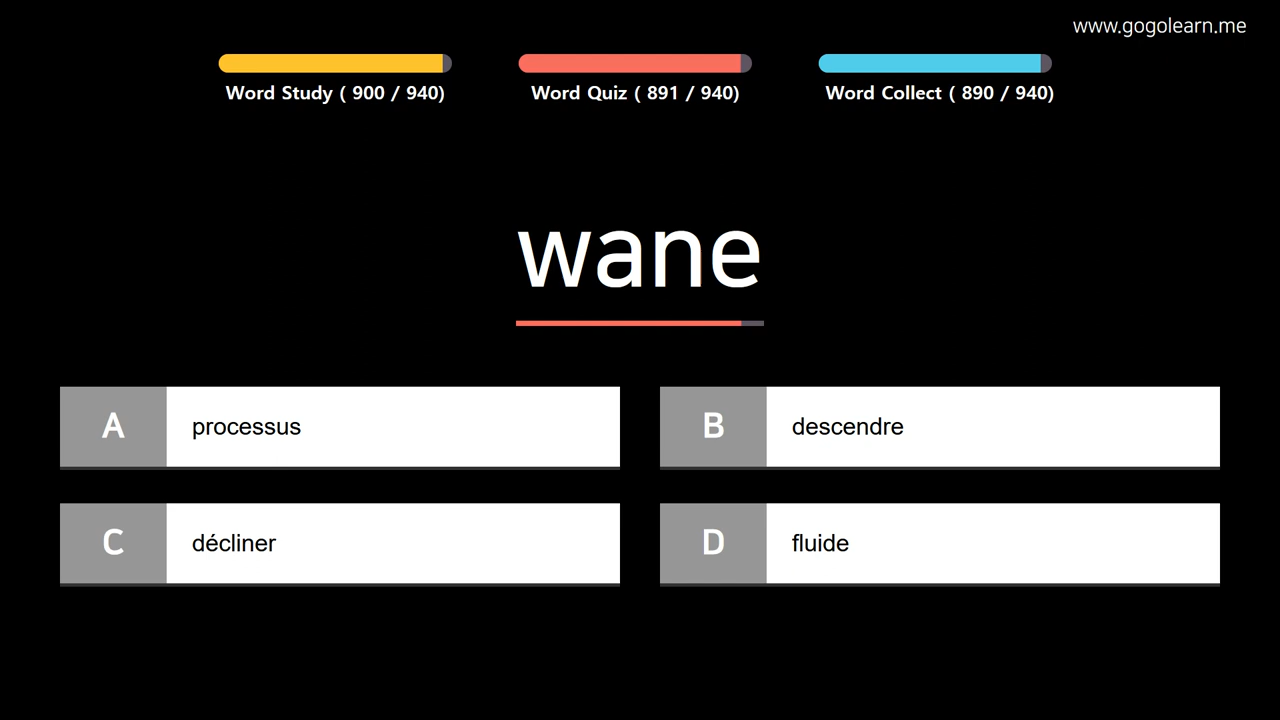 www.gogolearn.me
Word Study ( 900 / 940)
Word Quiz ( 891 / 940)
Word Collect ( 890 / 940)
wane
A
processus
B
descendre
C
décliner
D
fluide